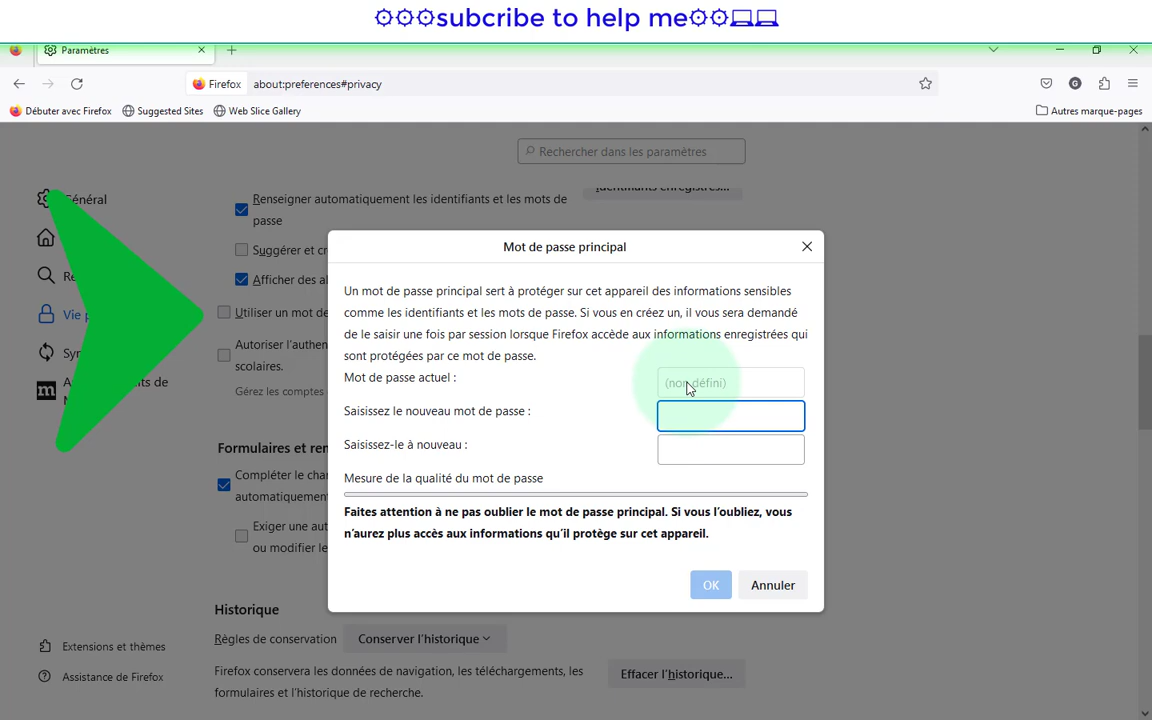 subcribe to help me
Paramètres
Firefox
about:preferences#privacy
Débuter avec Firefox
Suggested Sites
Web Slice Gallery
Autres marque-pages
Rechercher dans les paramètres
Général
Vie
Extensions et thèmes
Assistance de Firefox
Renseigner automatiquement les identifiants et les mots de
passe
Suggérer et
Afficher des
Utiliser un mot de
Autoriser l'authen
scolaires.
Gérez les comptes
Formulaires et
Compléter le
automatiquement
Exiger une
ou modifier
Historique
Règles de conservation
Conserver l'historique
Firefox conservera les données de navigation, les téléchargements, les
formulaires et l'historique de recherche.
Effacer l'historique...
Mot de passe principal
Un mot de passe principal sert à protéger sur cet appareil des informations sensibles
comme les identifiants et les mots de passe. Si vous en créez un, il vous sera demandé
de le saisir une fois par session lorsque Firefox accède aux informations enregistrées qui
sont protégées par ce mot de passe.
Mot de passe actuel :
(non défini)
Saisissez le nouveau mot de passe :
Saisissez-le à nouveau :
Mesure de la qualité du mot de passe
Faites attention à ne pas oublier le mot de passe principal. Si vous l'oubliez, vous
n'aurez plus accès aux informations qu'il protège sur cet appareil.
OK
Annuler